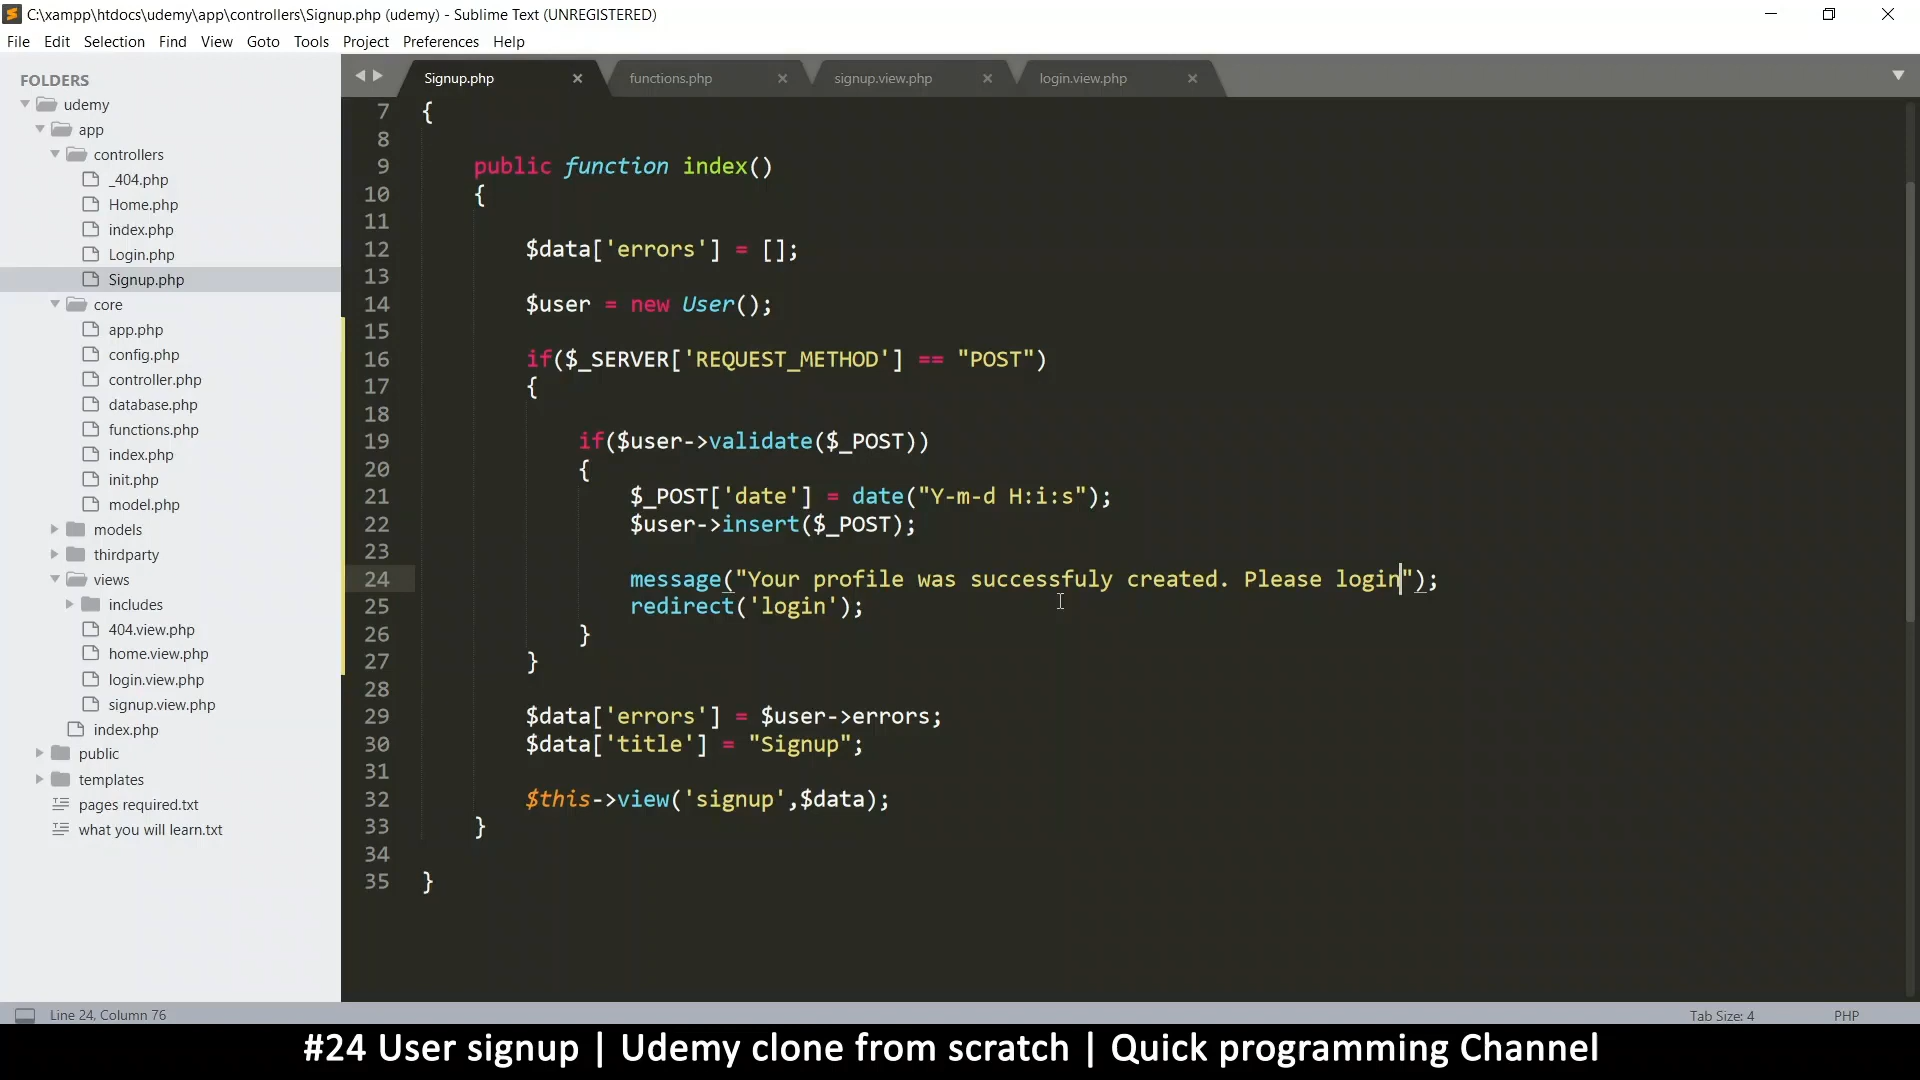 C:\xampp\htdocs\udemy\app\controllers\Signup.php (udemy) - Sublime Text (UNREGISTERED)
File Edit Selection Find View Goto Tools Project Preferences Help
FOLDERS
udemy
app
controllers
_404.php
Home.php
index.php
Login.php
Signup.php
core
app.php
config.php
controller.php
database.php
functions.php
index.php
init.php
model.php
models
thirdparty
views
includes
404.view.php
home.view.php
login.view.php
signup.view.php
index.php
public
templates
pages required.txt
what you will learn.txt
Signup.php functions.php signup.view.php login.view.php
7 {
8
9 public function index()
10 {
11
12 $data['errors'] = [];
13
14 $user = new User();
15
16 if($_SERVER['REQUEST_METHOD'] == "POST")
17 {
18
19 if($user->validate($_POST))
20 {
21 $_POST['date'] = date("Y-m-d H:i:s");
22 $user->insert($_POST);
23
24 message("Your profile was successfuly created. Please login");
25 redirect('login');
26 }
27 }
28
29 $data['errors'] = $user->errors;
30 $data['title'] = "Signup";
31
32 $this->view('signup',$data);
33 }
34
35 }
Line 24, Column 76 Tab Size: 4 PHP
#24 User signup | Udemy clone from scratch | Quick programming Channel